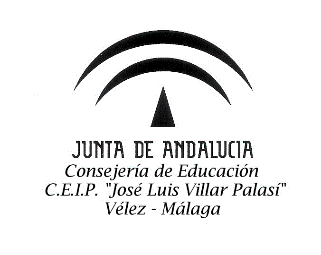 JUNTA DE ANDALUCIA
Consejería de Educación
C.E.I.P. "José Luis Villar Palasí"
Vélez - Málaga